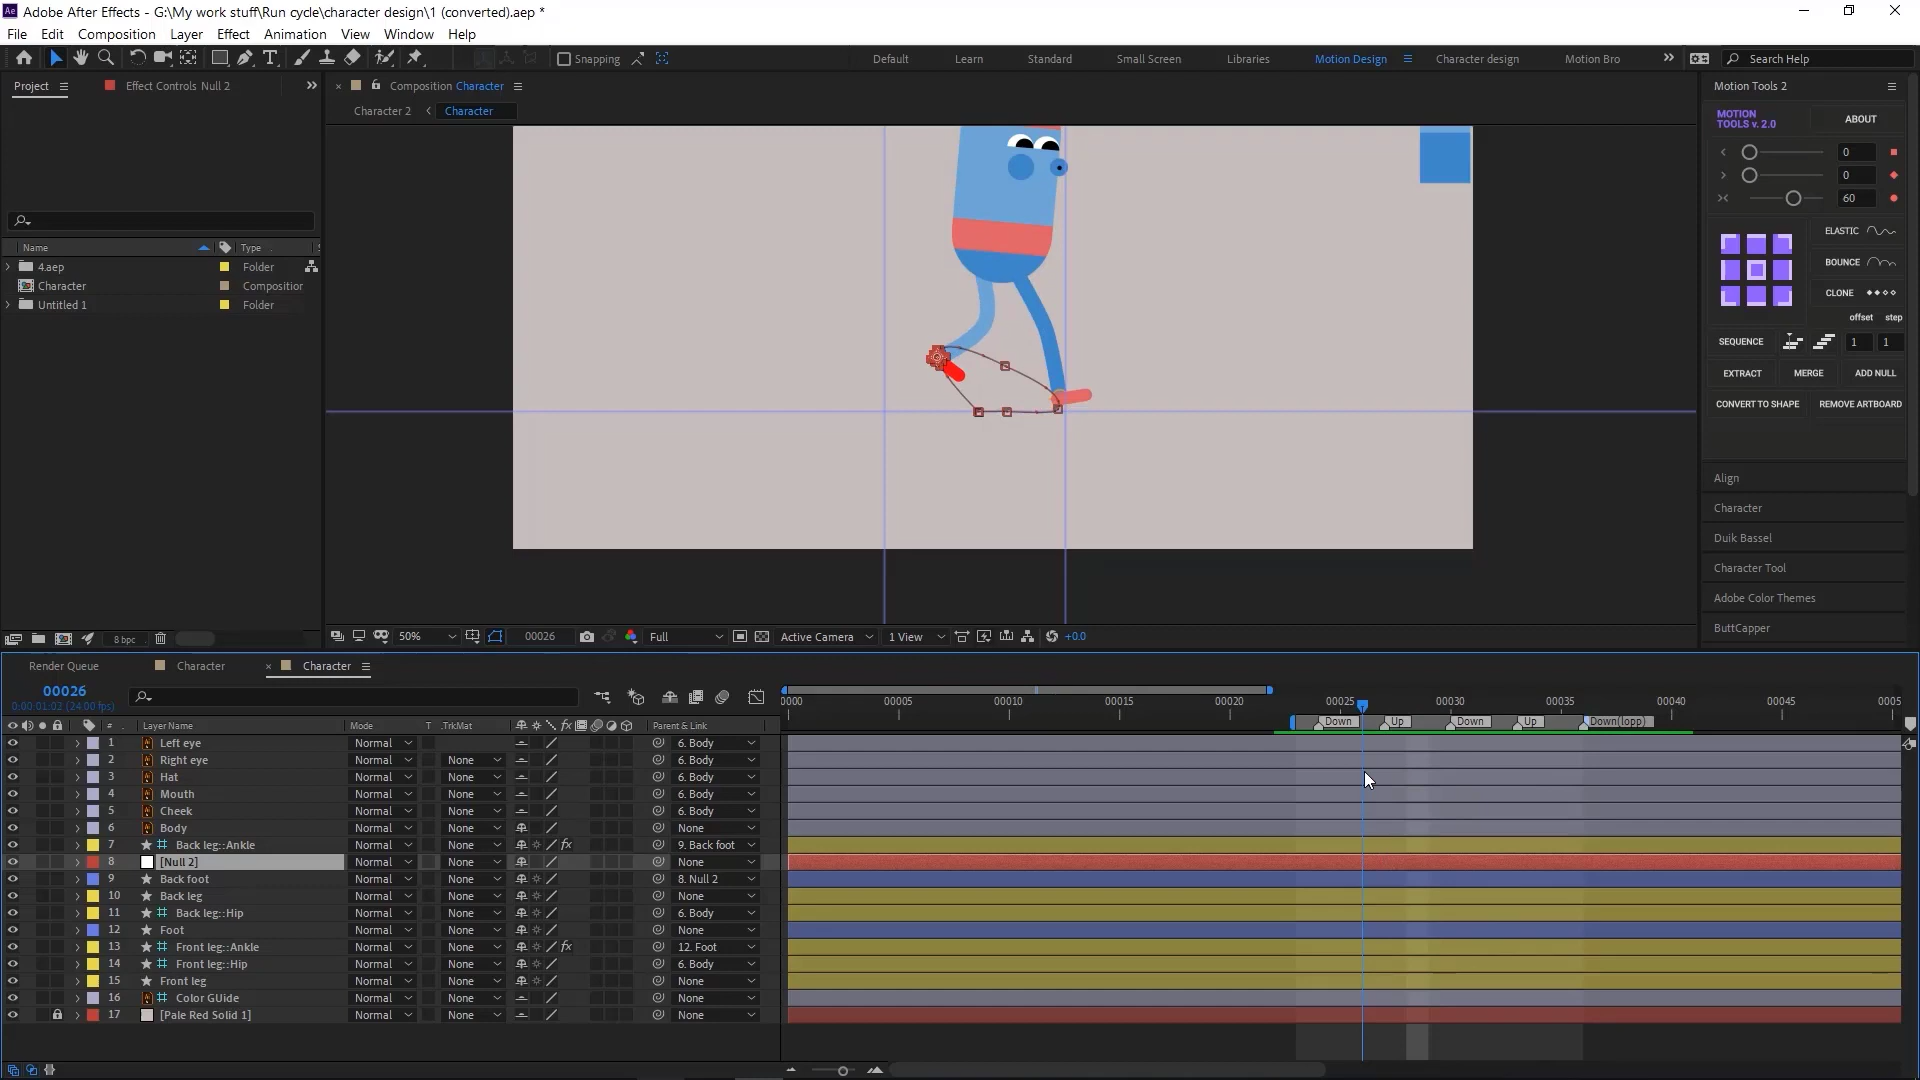 Adobe After Effects - G:\My work stuff\Run cycle\character design\1 (converted).aep *
File Edit Composition Layer Effect Animation View Window Help
Snapping Default Learn Standard Small Screen Libraries Motion Design Character design Motion Bro Search Help
Project Effect Controls Null 2 Composition Character Motion Tools 2
Character 2 Character
MOTION TOOLS v. 2.0 ABOUT
0
0
60
Name Type
4.aep Folder
Character Composition
Untitled 1 Folder
ELASTIC
BOUNCE
CLONE
offset step
SEQUENCE 1 1
EXTRACT MERGE ADD NULL
CONVERT TO SHAPE REMOVE ARTBOARD
Align
Character
Duik Bassel
Character Tool
Adobe Color Themes
ButtCapper
8 bpc 50% 00026 Full Active Camera 1 View +0.0
Render Queue Character Character
00026
0:00:01:02 (24.00 fps)
0000 00005 00010 00015 00020 00025 00030 00035 00040 00045 0005
Down Up Down Up Down(lopp)
# Layer Name Mode T .TrkMat Parent & Link
1 Left eye Normal 6. Body
2 Right eye Normal None 6. Body
3 Hat Normal None 6. Body
4 Mouth Normal None 6. Body
5 Cheek Normal None 6. Body
6 Body Normal None None
7 Back leg::Ankle Normal None 9. Back foot
8 [Null 2] Normal None None
9 Back foot Normal None 8. Null 2
10 Back leg Normal None None
11 Back leg::Hip Normal None 6. Body
12 Foot Normal None None
13 Front leg::Ankle Normal None 12. Foot
14 Front leg::Hip Normal None 6. Body
15 Front leg Normal None None
16 Color GUide Normal None None
17 [Pale Red Solid 1] Normal None None